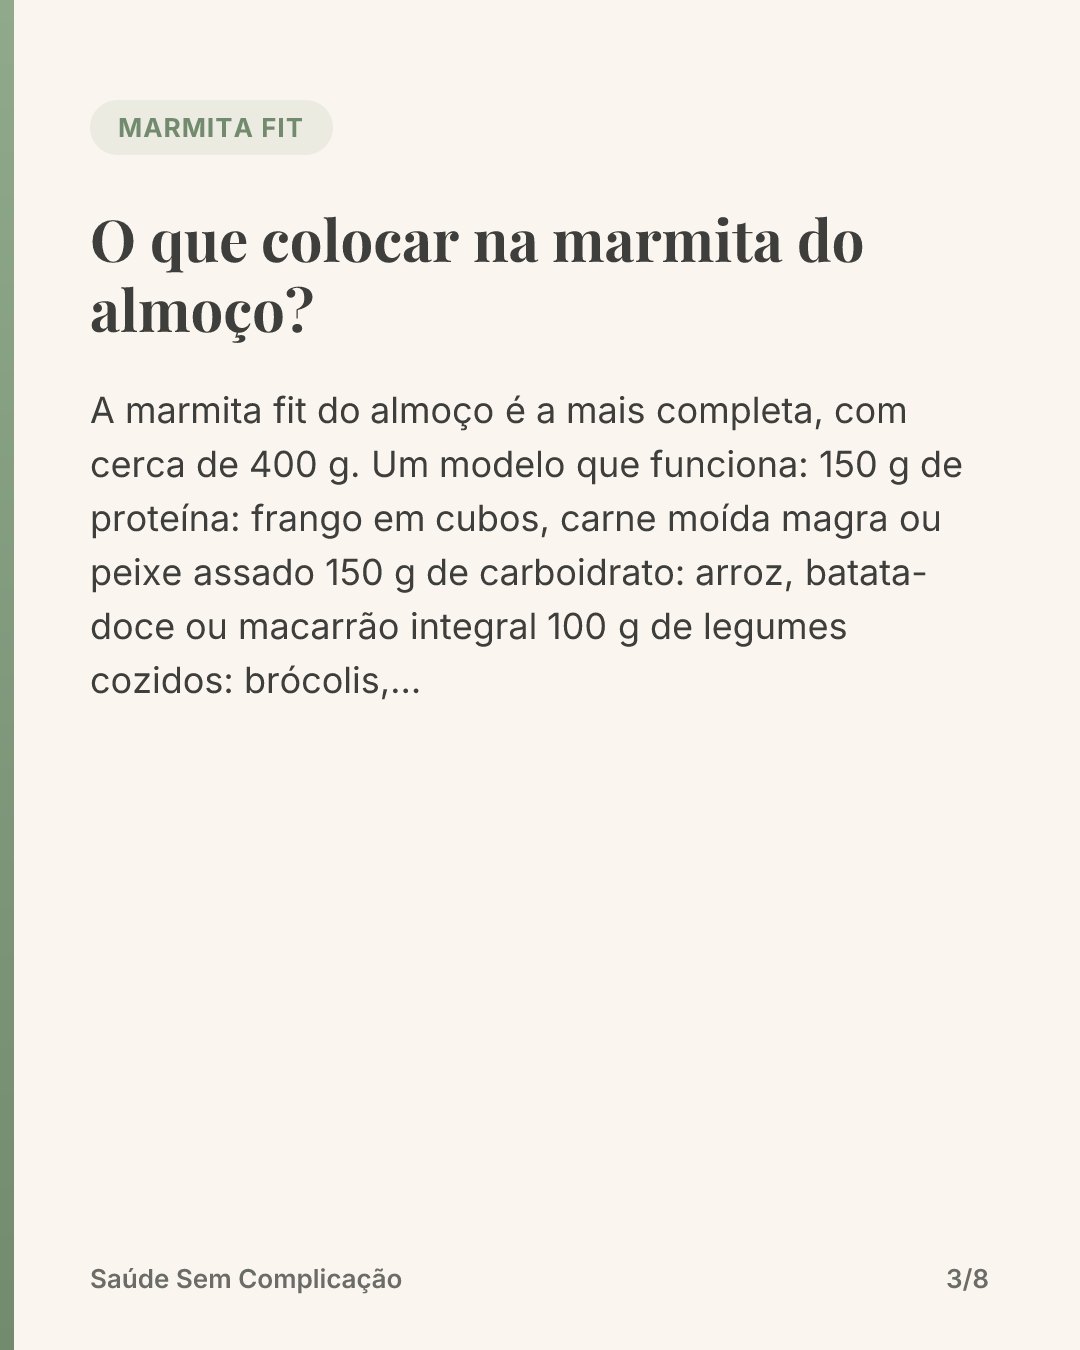 MARMITA FIT
O que colocar na marmita do
almoço?
A marmita fit do almoço é a mais completa, com
cerca de 400 g. Um modelo que funciona: 150 g de
proteína: frango em cubos, carne moída magra ou
peixe assado 150 g de carboidrato: arroz, batata-
doce ou macarrão integral 100 g de legumes
cozidos: brócolis,...
Saúde Sem Complicação
3/8